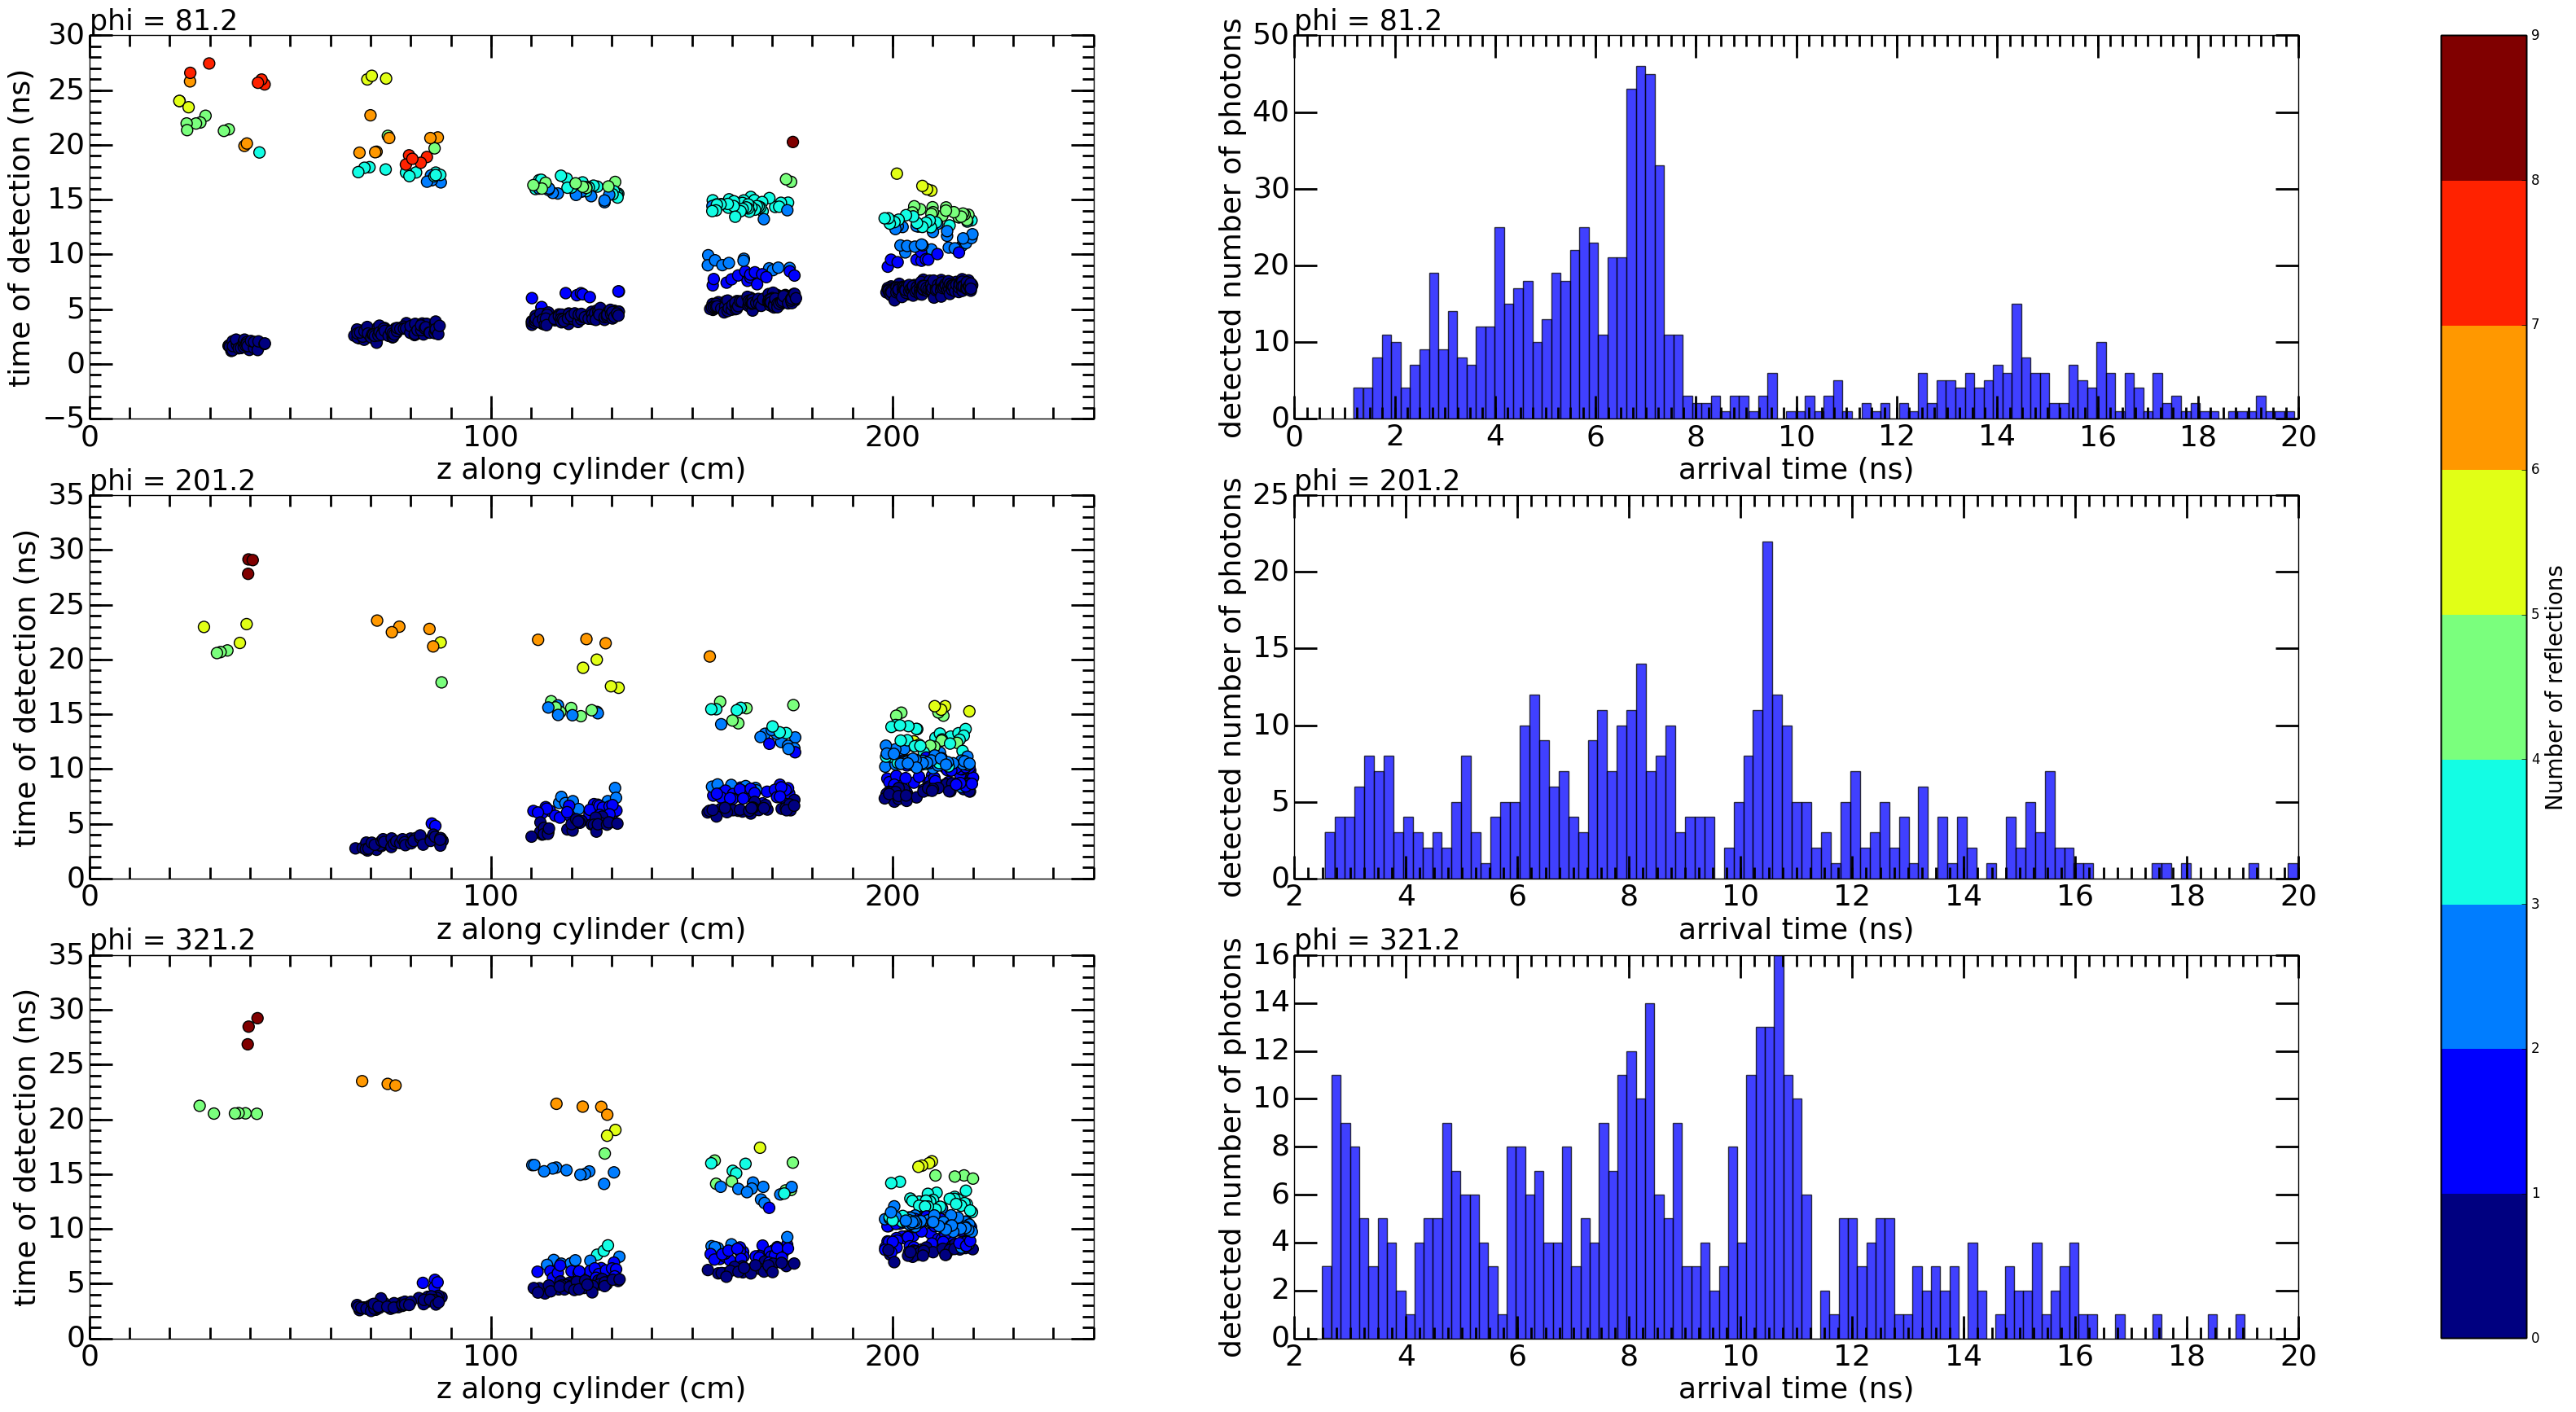 phi = 81.2
30
25
20
15
10
5
0
−5
time of detection (ns)
0 100 200
z along cylinder (cm)
phi = 81.2
50
40
30
20
10
0
detected number of photons
0 2 4 6 8 10 12 14 16 18 20
arrival time (ns)
phi = 201.2
35
30
25
20
15
10
5
0
time of detection (ns)
0 100 200
z along cylinder (cm)
phi = 201.2
25
20
15
10
5
0
detected number of photons
2 4 6 8 10 12 14 16 18 20
arrival time (ns)
phi = 321.2
35
30
25
20
15
10
5
0
time of detection (ns)
0 100 200
z along cylinder (cm)
phi = 321.2
16
14
12
10
8
6
4
2
0
detected number of photons
2 4 6 8 10 12 14 16 18 20
arrival time (ns)
9
8
7
6
5
4
3
2
1
0
Number of reflections